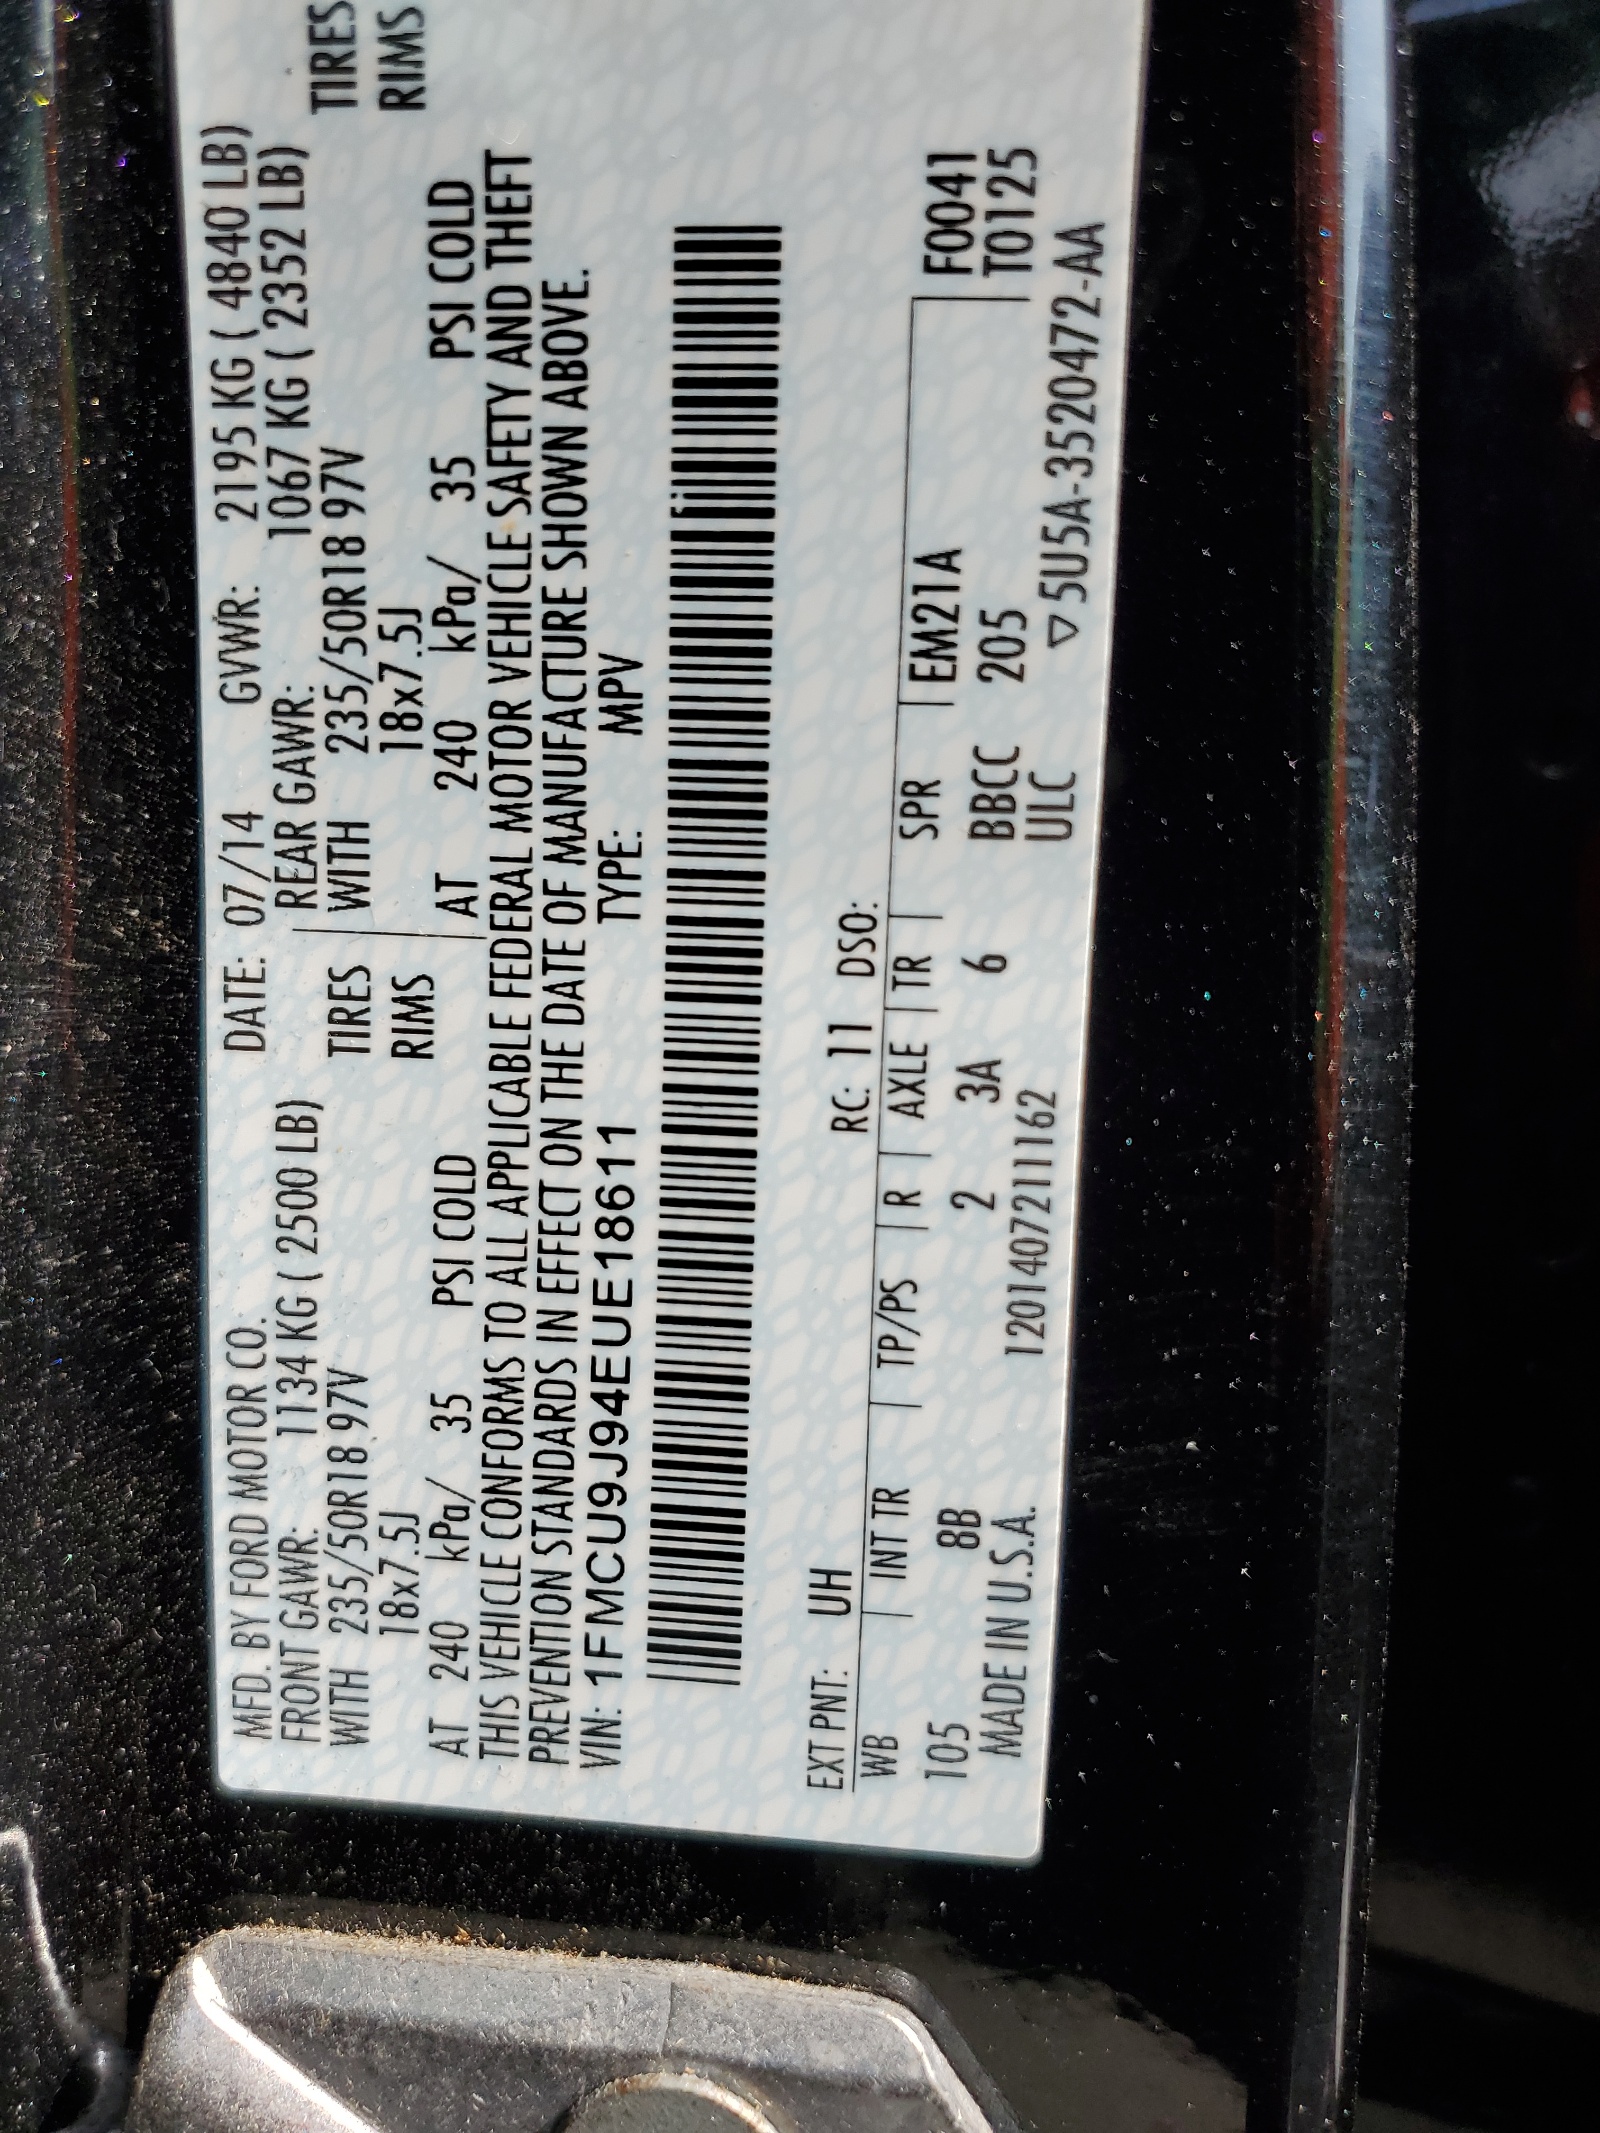 MFD. BY FORD MOTOR CO. DATE: 07/14 GVWR: 2195 KG ( 4840 LB)
FRONT GAWR: 1134 KG ( 2500 LB) REAR GAWR: 1067 KG ( 2352 LB)
WITH 235/50R18 97V TIRES WITH 235/50R18 97V TIRES
18x7.5J RIMS 18x7.5J RIMS
AT 240 kPa/ 35 PSI COLD AT 240 kPa/ 35 PSI COLD
THIS VEHICLE CONFORMS TO ALL APPLICABLE FEDERAL MOTOR VEHICLE SAFETY AND THEFT
PREVENTION STANDARDS IN EFFECT ON THE DATE OF MANUFACTURE SHOWN ABOVE.
VIN: 1FMCU9J94EUE18611 TYPE: MPV
EXT PNT: UH RC: 11 DSO:
WB INT TR TP/PS R AXLE TR SPR EM21A F0041
105 8B 2 3A 6 BBCC 205 T0125
MADE IN U.S.A. 12014072111162 ULC ▽5U5A-3520472-AA